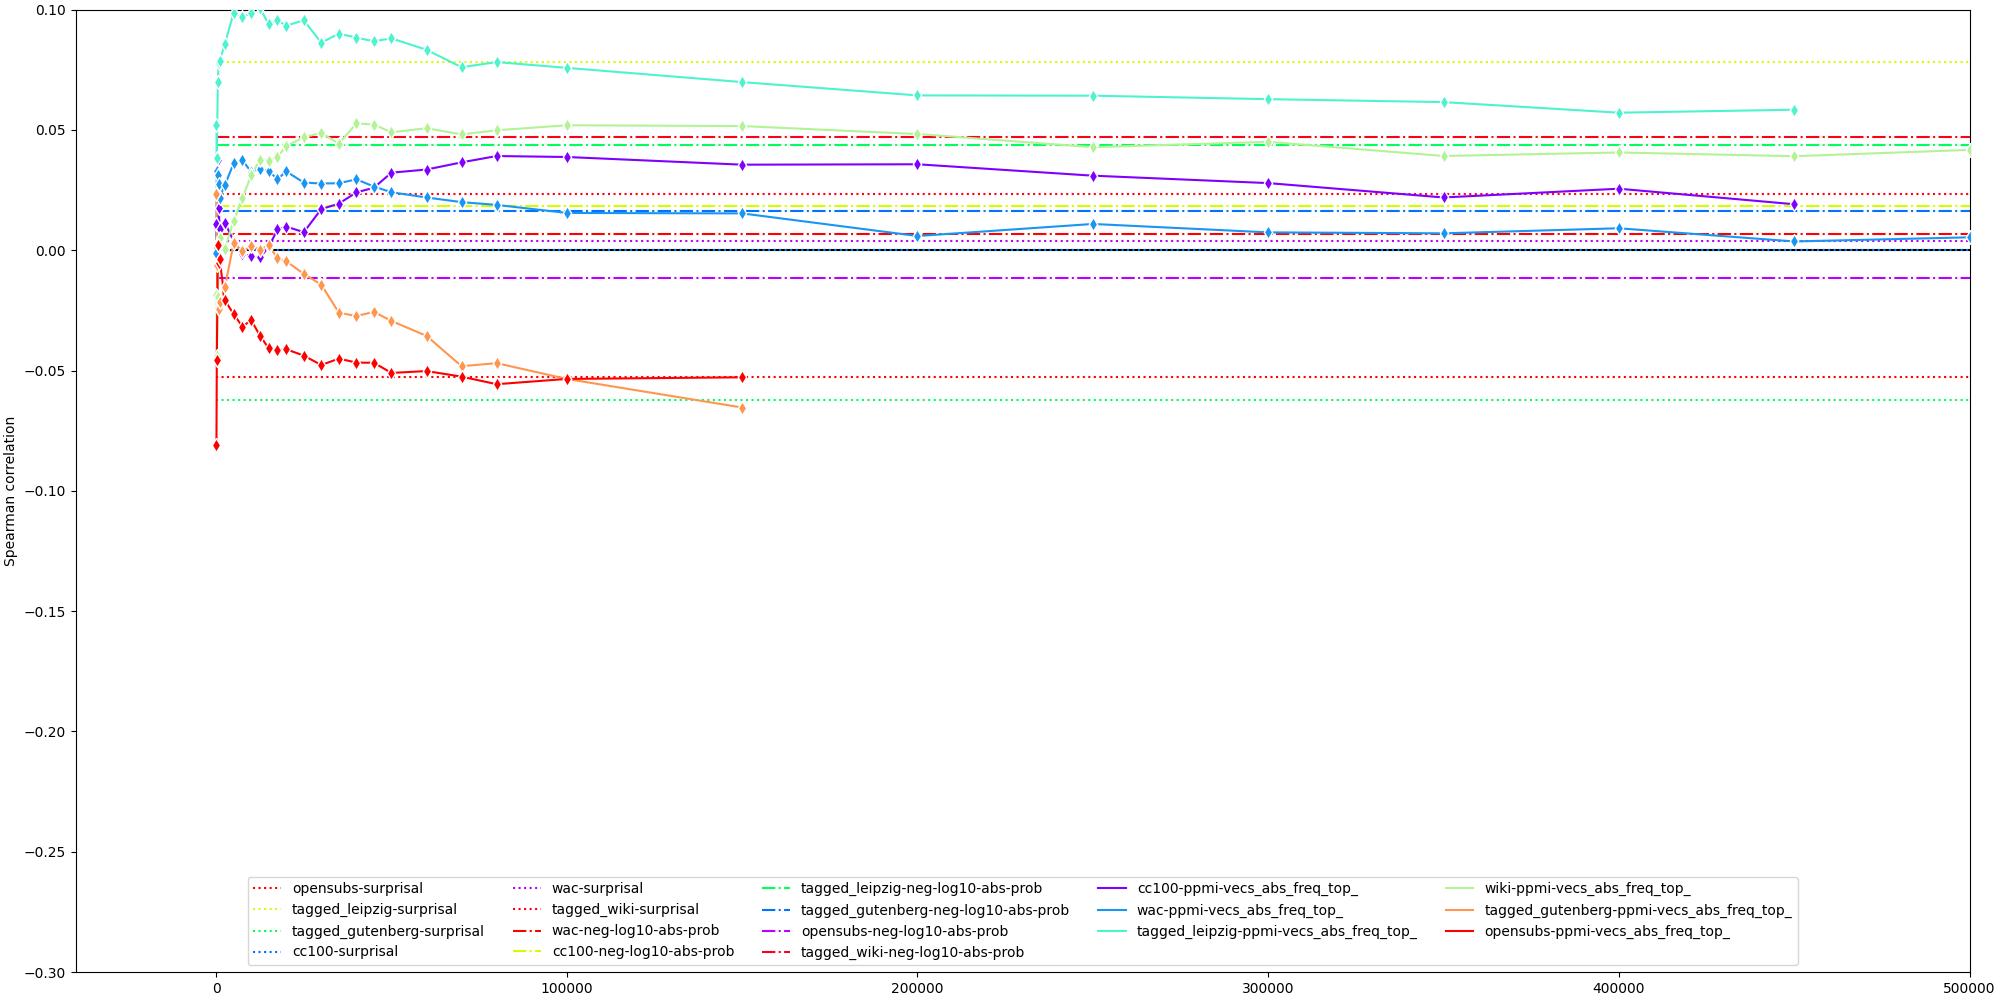 0.10
0.05
0.00
−0.05
−0.10
−0.15
−0.20
−0.25
−0.30
Spearman correlation
opensubs-surprisal
tagged_leipzig-surprisal
tagged_gutenberg-surprisal
cc100-surprisal
wac-surprisal
tagged_wiki-surprisal
wac-neg-log10-abs-prob
cc100-neg-log10-abs-prob
tagged_leipzig-neg-log10-abs-prob
tagged_gutenberg-neg-log10-abs-prob
opensubs-neg-log10-abs-prob
tagged_wiki-neg-log10-abs-prob
cc100-ppmi-vecs_abs_freq_top_
wac-ppmi-vecs_abs_freq_top_
tagged_leipzig-ppmi-vecs_abs_freq_top_
wiki-ppmi-vecs_abs_freq_top_
tagged_gutenberg-ppmi-vecs_abs_freq_top_
opensubs-ppmi-vecs_abs_freq_top_
0 100000 200000 300000 400000 500000